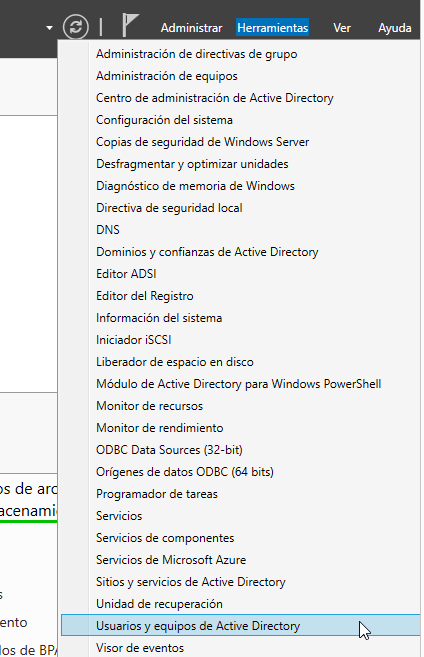 Administrar Herramientas Ver Ayuda
Administración de directivas de grupo
Administración de equipos
Centro de administración de Active Directory
Configuración del sistema
Copias de seguridad de Windows Server
Desfragmentar y optimizar unidades
Diagnóstico de memoria de Windows
Directiva de seguridad local
DNS
Dominios y confianzas de Active Directory
Editor ADSI
Editor del Registro
Información del sistema
Iniciador iSCSI
Liberador de espacio en disco
Módulo de Active Directory para Windows PowerShell
Monitor de recursos
Monitor de rendimiento
ODBC Data Sources (32-bit)
Orígenes de datos ODBC (64 bits)
Programador de tareas
Servicios
Servicios de componentes
Servicios de Microsoft Azure
Sitios y servicios de Active Directory
Unidad de recuperación
Usuarios y equipos de Active Directory
Visor de eventos
os de arc
acenami
s
ento
dos de BPA